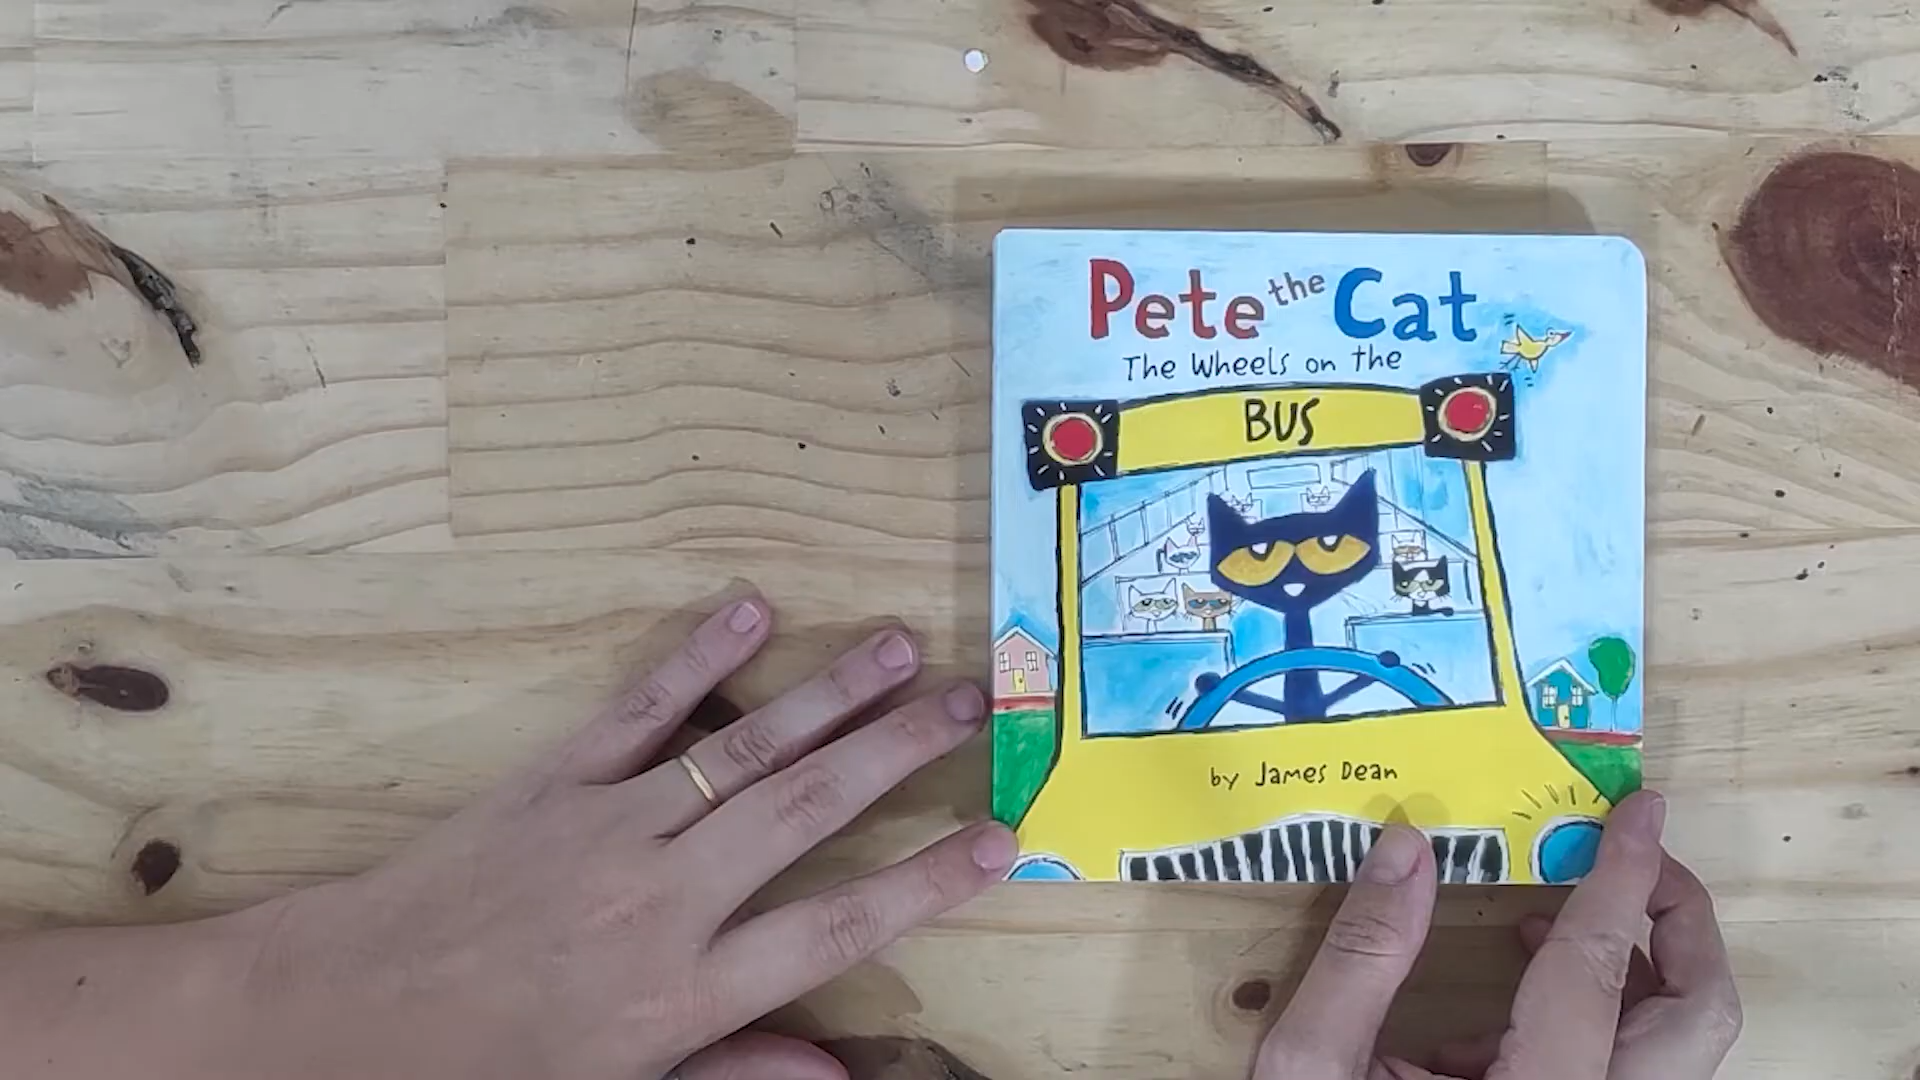 Pete the Cat
The Wheels on the
BUS
by James Dean